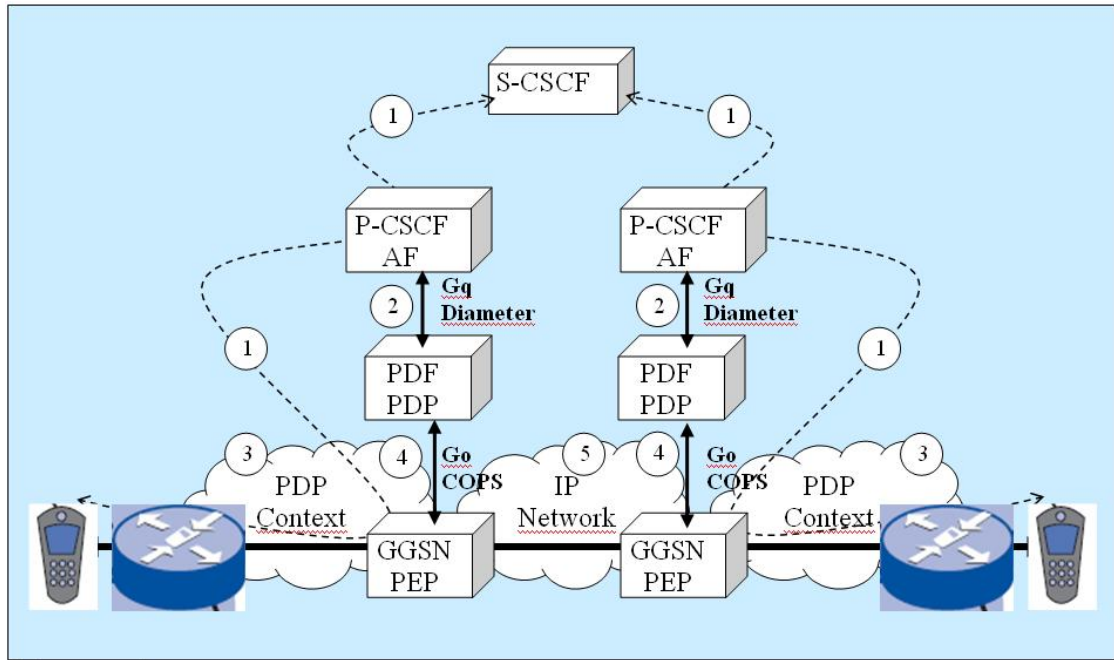 S-CSCF
1
1
P-CSCF
AF
P-CSCF
AF
2
Gq
Diameter
2
Gq
Diameter
1
1
PDF
PDP
PDF
PDP
3
4
Go
COPS
5
4
Go
COPS
3
PDP
Context
IP
Network
PDP
Context
GGSN
PEP
GGSN
PEP